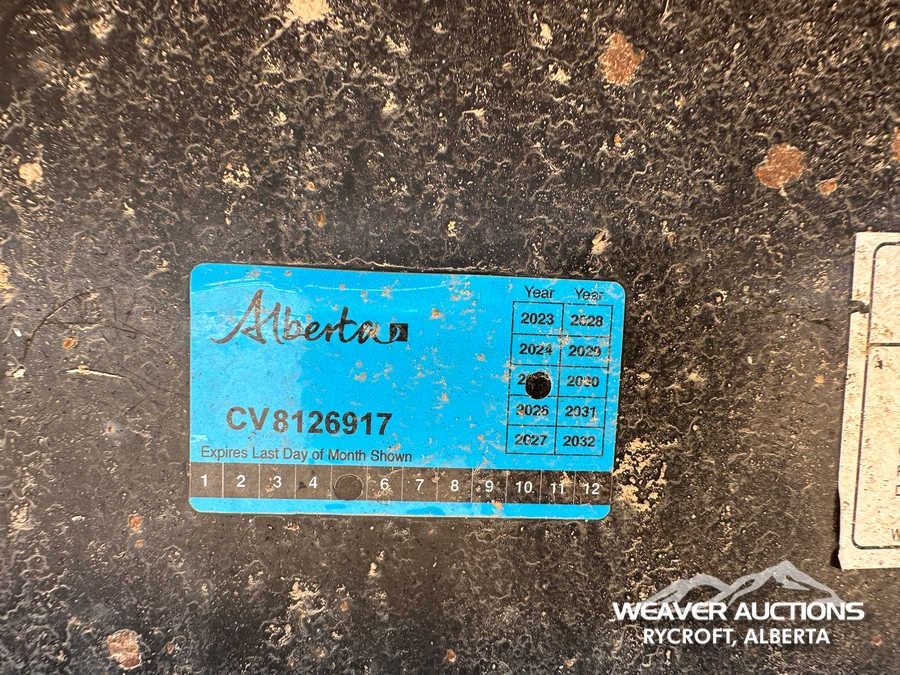 Alberta
Year Year
2023 2028
2024 2029
2030
2026 2031
2027 2032
CV8126917
Expires Last Day of Month Shown
1 2 3 4 6 7 8 9 10 11 12
WEAVER AUCTIONS
RYCROFT, ALBERTA